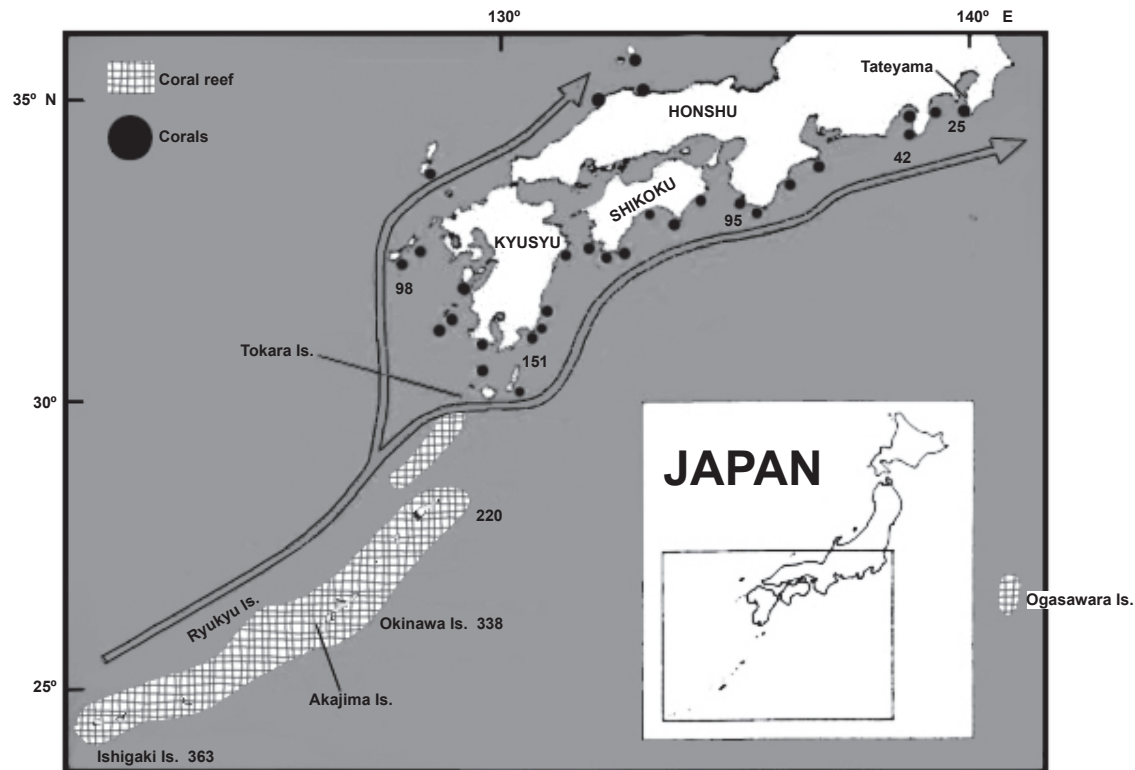 130º
140º E
Coral reef
Tateyama
35º N
HONSHU
Corals
25
42
SHIKOKU
95
KYUSYU
98
Tokara Is.
151
30º
JAPAN
220
Ryukyu Is.
Ogasawara Is.
Okinawa Is. 338
25º
Akajima Is.
Ishigaki Is. 363